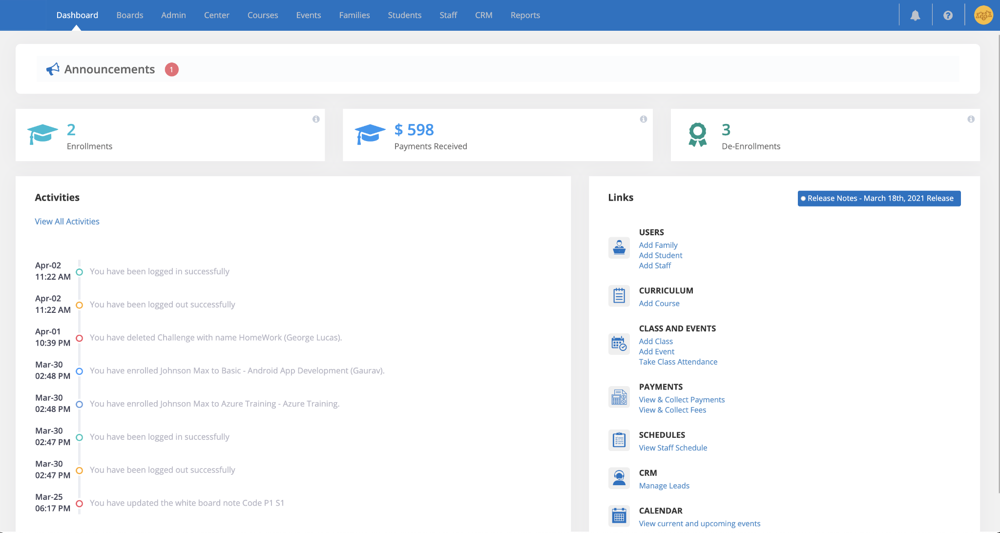 Dashboard Boards Admin Center Courses Events Families Students Staff CRM Reports
Announcements 1
2
Enrollments
$ 598
Payments Received
3
De-Enrollments
Activities
View All Activities
Apr-02
11:22 AM
You have been logged in successfully
Apr-02
11:22 AM
You have been logged out successfully
Apr-01
10:39 PM
You have deleted Challenge with name HomeWork (George Lucas).
Mar-30
02:48 PM
You have enrolled Johnson Max to Basic - Android App Development (Gaurav).
Mar-30
02:48 PM
You have enrolled Johnson Max to Azure Training - Azure Training.
Mar-30
02:47 PM
You have been logged in successfully
Mar-30
02:47 PM
You have been logged out successfully
Mar-25
06:17 PM
You have updated the white board note Code P1 S1
Links
Release Notes - March 18th, 2021 Release
USERS
Add Family
Add Student
Add Staff
CURRICULUM
Add Course
CLASS AND EVENTS
Add Class
Add Event
Take Class Attendance
PAYMENTS
View & Collect Payments
View & Collect Fees
SCHEDULES
View Staff Schedule
CRM
Manage Leads
CALENDAR
View current and upcoming events